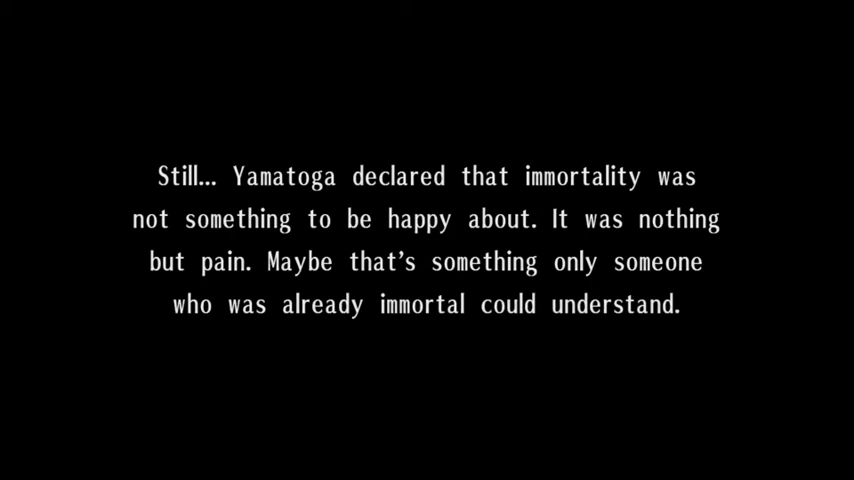 Still... Yamatoga declared that immortality was
not something to be happy about. It was nothing
but pain. Maybe that's something only someone
who was already immortal could understand.